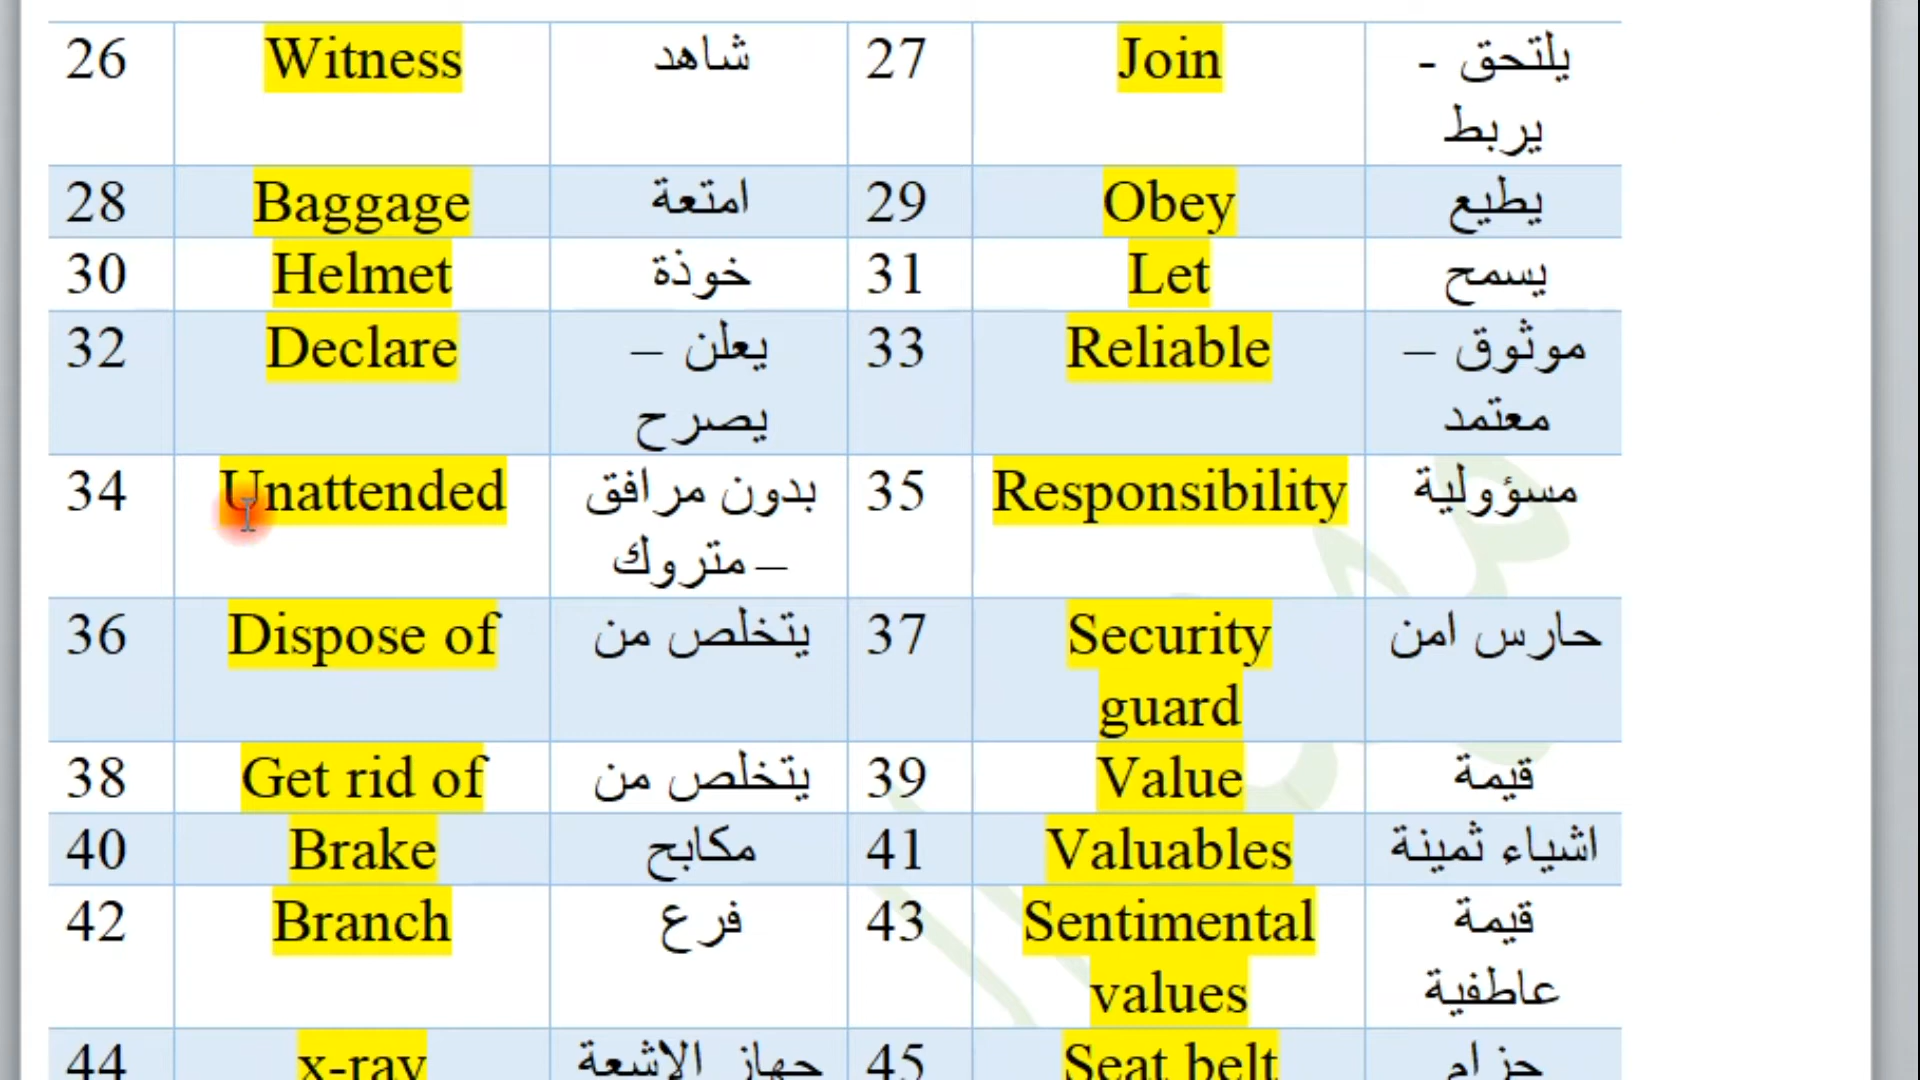 26 Witness شاهد 27 Join يلتحق -
يربط
28 Baggage امتعة 29 Obey يطيع
30 Helmet خوذة 31 Let يسمح
32 Declare يعلن – 33 Reliable موثوق –
يصرح معتمد
34 Unattended بدون مرافق 35 Responsibility مسؤولية
– متروك
36 Dispose of يتخلص من 37 Security حارس امن
guard
38 Get rid of يتخلص من 39 Value قيمة
40 Brake مكابح 41 Valuables اشياء ثمينة
42 Branch فرع 43 Sentimental قيمة
values عاطفية
44 x-ray جهاز الاشعة 45 Seat belt حزام